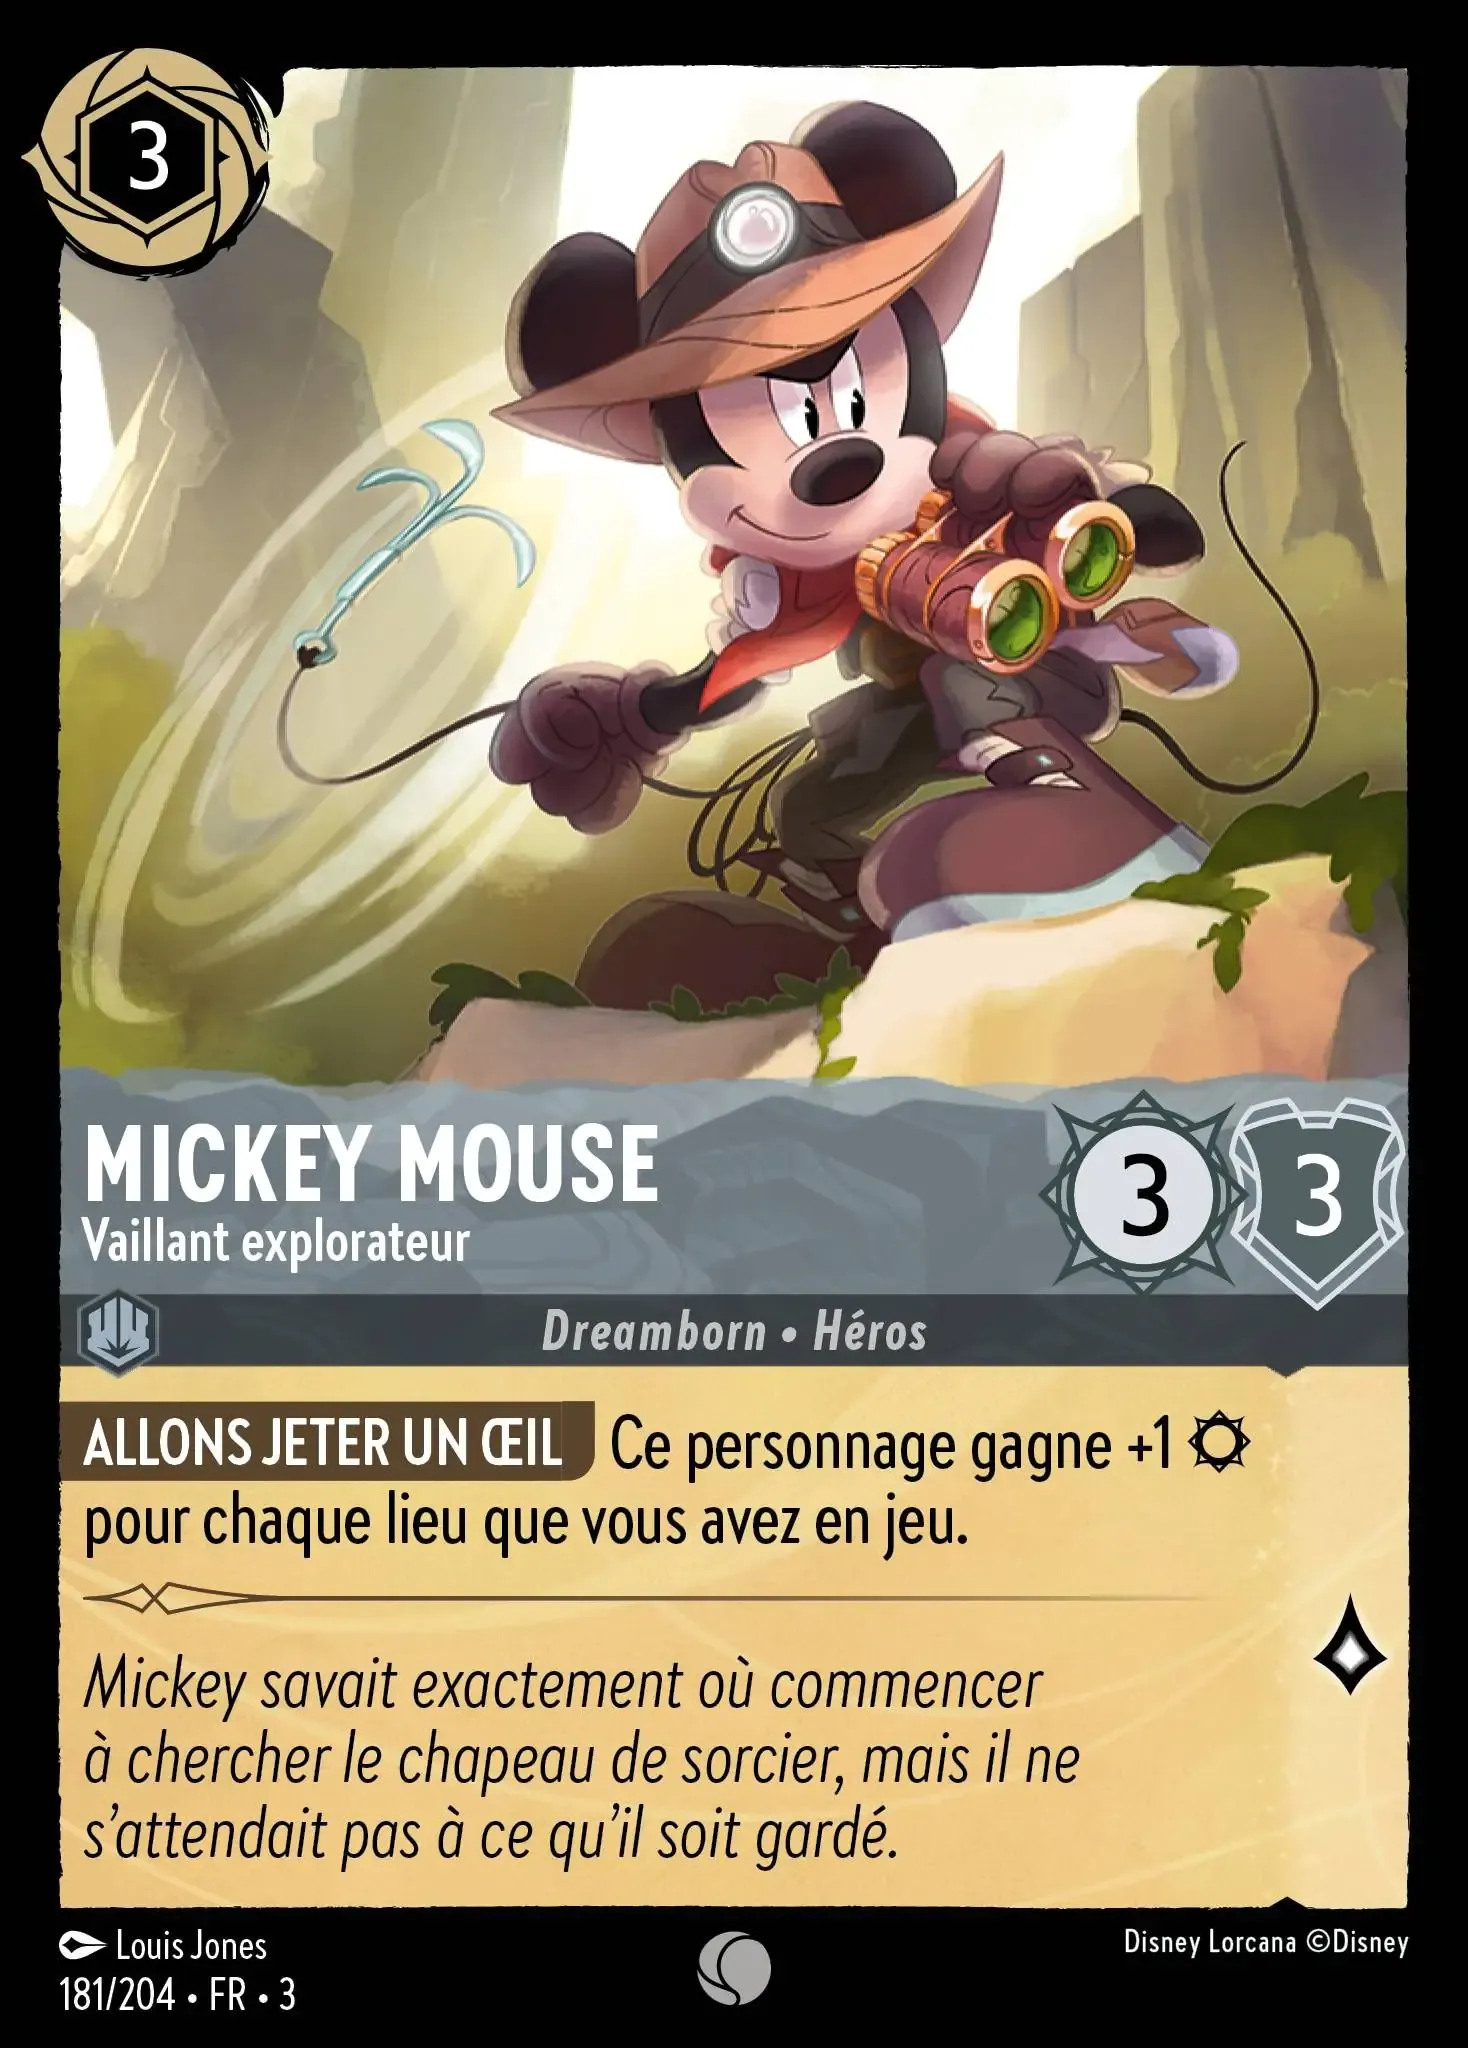 3
MICKEY MOUSE
Vaillant explorateur
3
3
Dreamborn • Héros
ALLONS JETER UN ŒIL Ce personnage gagne +1
pour chaque lieu que vous avez en jeu.
Mickey savait exactement où commencer
à chercher le chapeau de sorcier, mais il ne
s'attendait pas à ce qu'il soit gardé.
Louis Jones
Disney Lorcana ©Disney
181/204 • FR • 3